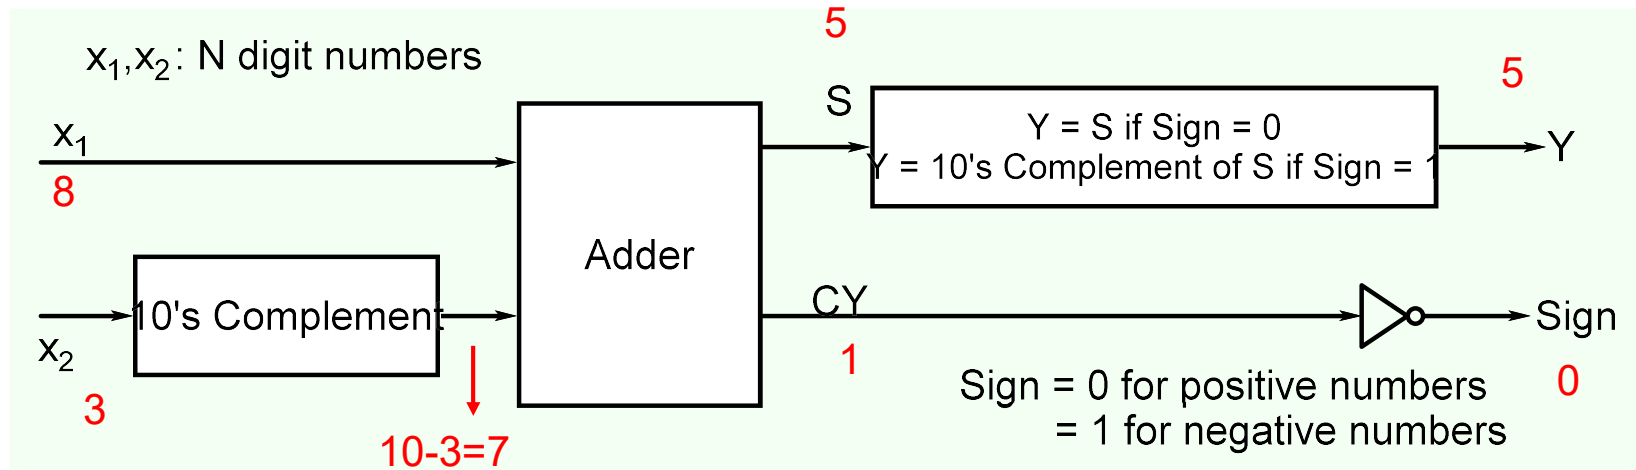 5
x₁,x₂: N digit numbers
5
S
x₁
Y = S if Sign = 0
Y = 10's Complement of S if Sign = 1
Y
8
Adder
CY
10's Complement
Sign
x₂
1
Sign = 0 for positive numbers
0
3
= 1 for negative numbers
10-3=7